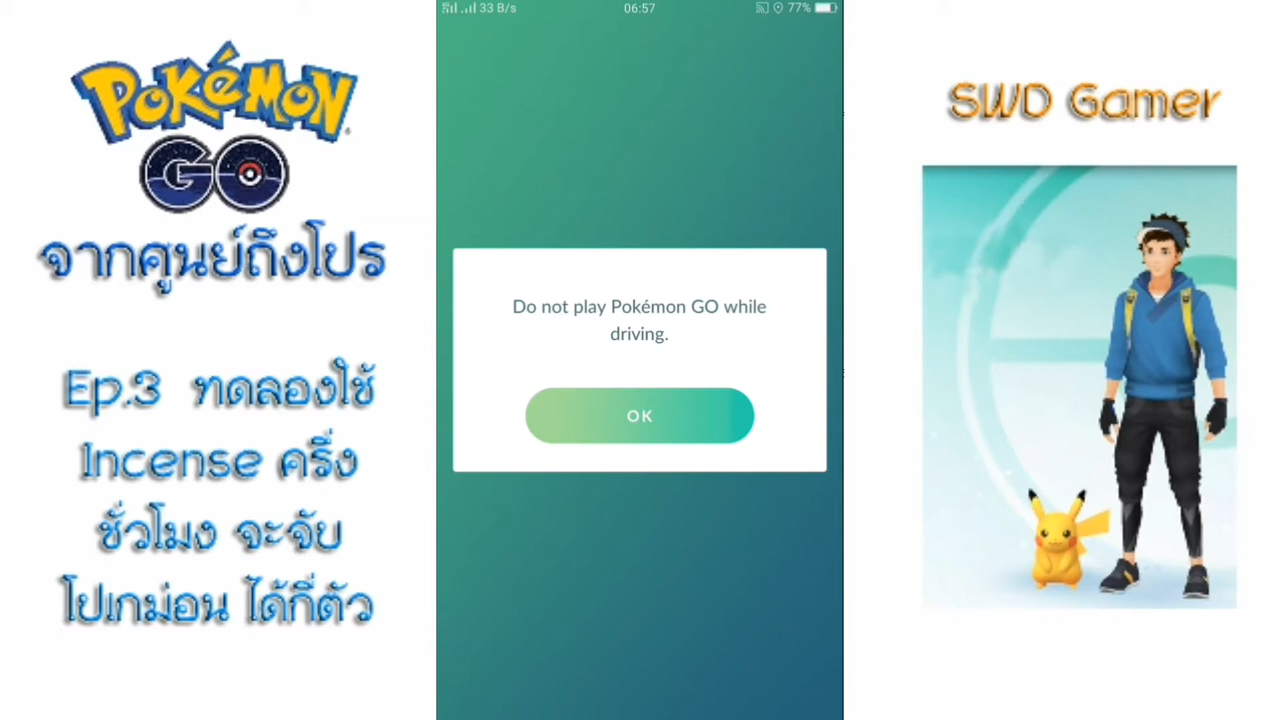 POKéMON
GO
จากศูนย์ถึงโปร
Ep.3 ทดลองใช้
Incense ครึ่ง
ชั่วโมง จะจับ
โปเกม่อน ได้กี่ตัว
33 B/s
06:57
77%
Do not play Pokémon GO while
driving.
OK
SWD Gamer